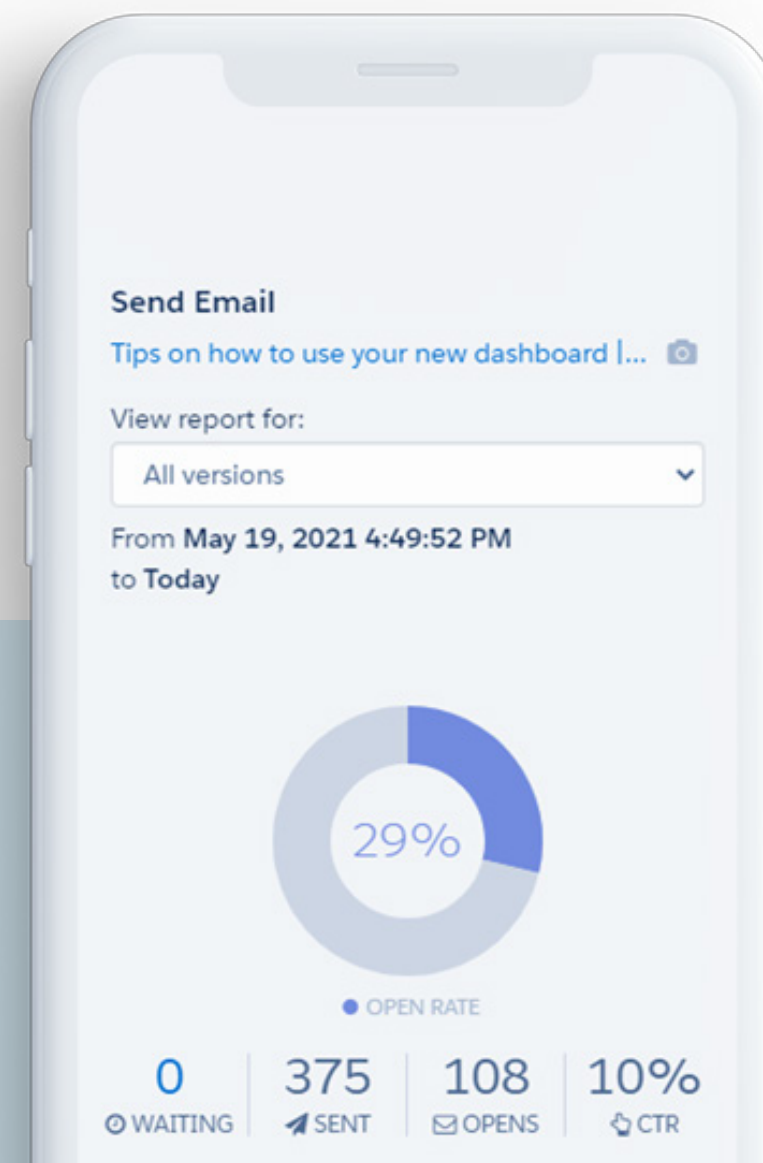 Send Email
Tips on how to use your new dashboard |...
View report for:
All versions
From May 19, 2021 4:49:52 PM
to Today
29%
OPEN RATE
0 375 108 10%
WAITING SENT OPENS CTR